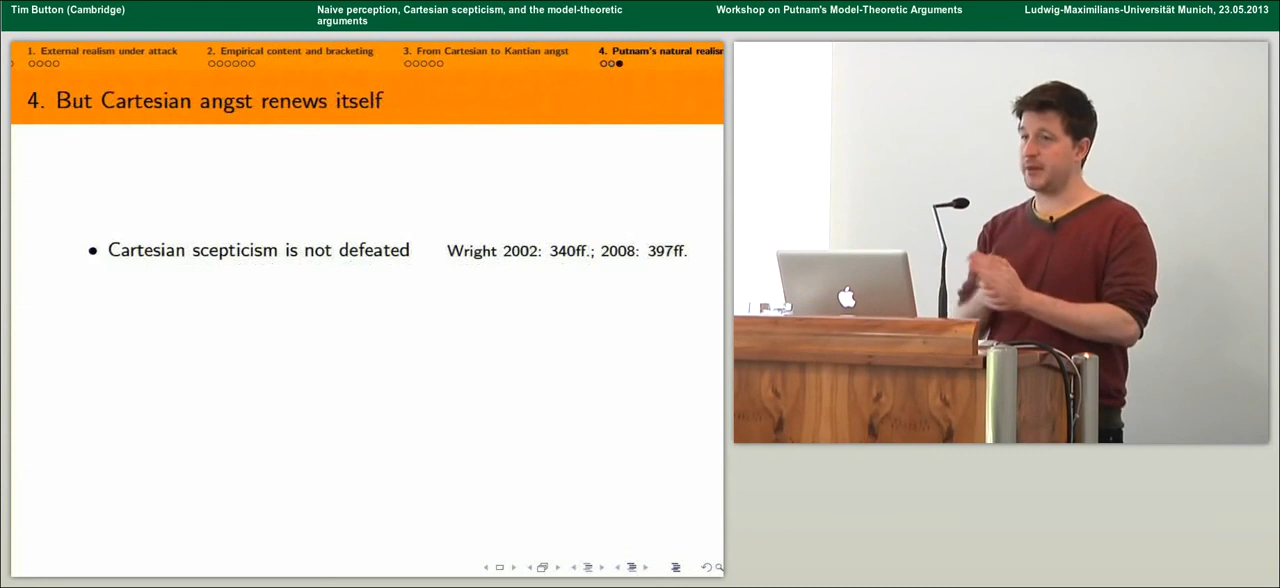 Tim Button (Cambridge)
Naive perception, Cartesian scepticism, and the model-theoretic
arguments
Workshop on Putnam's Model-Theoretic Arguments
Ludwig-Maximilians-Universität Munich, 23.05.2013
1. External realism under attack
2. Empirical content and bracketing
3. From Cartesian to Kantian angst
4. Putnam's natural realism
4. But Cartesian angst renews itself
• Cartesian scepticism is not defeated Wright 2002: 340ff.; 2008: 397ff.